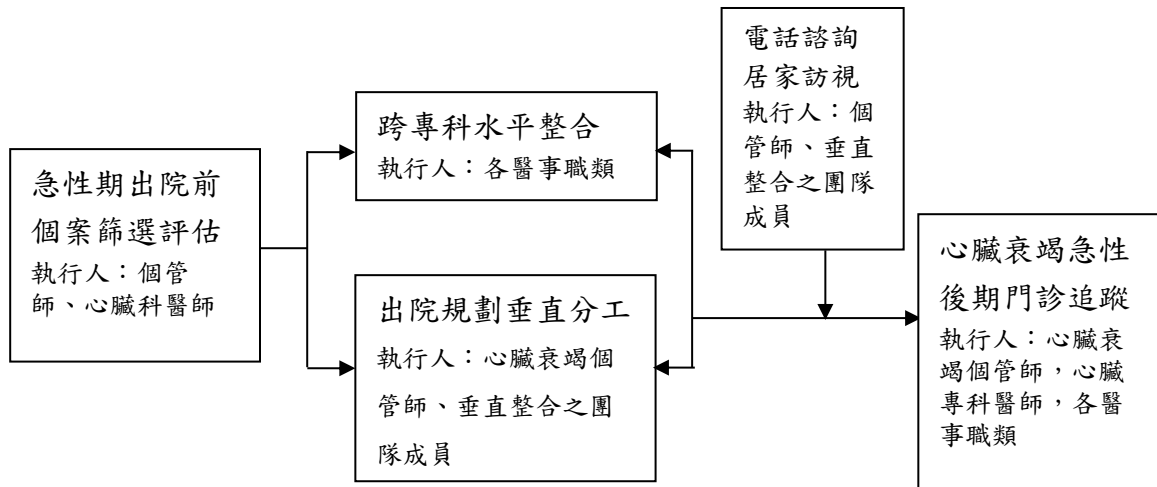 急性期出院前
個案篩選評估
執行人：個管
師、心臟科醫師
跨專科水平整合
執行人：各醫事職類
出院規劃垂直分工
執行人：心臟衰竭個
管師、垂直整合之團
隊成員
電話諮詢
居家訪視
執行人：個
管師、垂直
整合之團隊
成員
心臟衰竭急性
後期門診追蹤
執行人：心臟衰
竭個管師，心臟
專科醫師，各醫
事職類